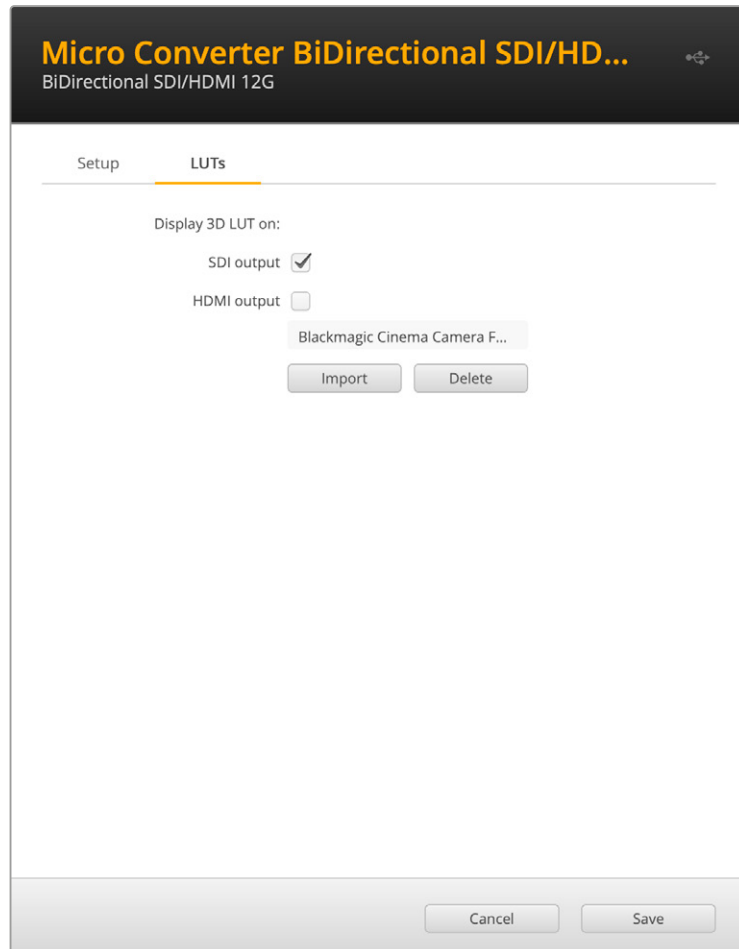 Micro Converter BiDirectional SDI/HD...
BiDirectional SDI/HDMI 12G
Setup LUTs
Display 3D LUT on:
SDI output
HDMI output
Blackmagic Cinema Camera F...
Import Delete
Cancel Save